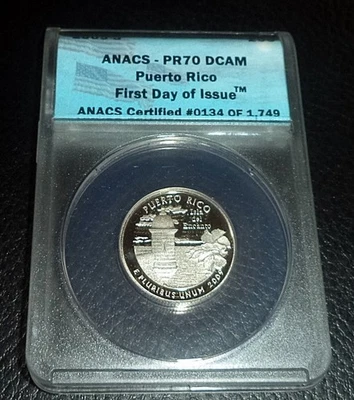 ANACS - PR70 DCAM
Puerto Rico
First Day of Issue™
ANACS Certified #0134 OF 1,749
PUERTO RICO
Isla
del
Encanto
E PLURIBUS UNUM 2009